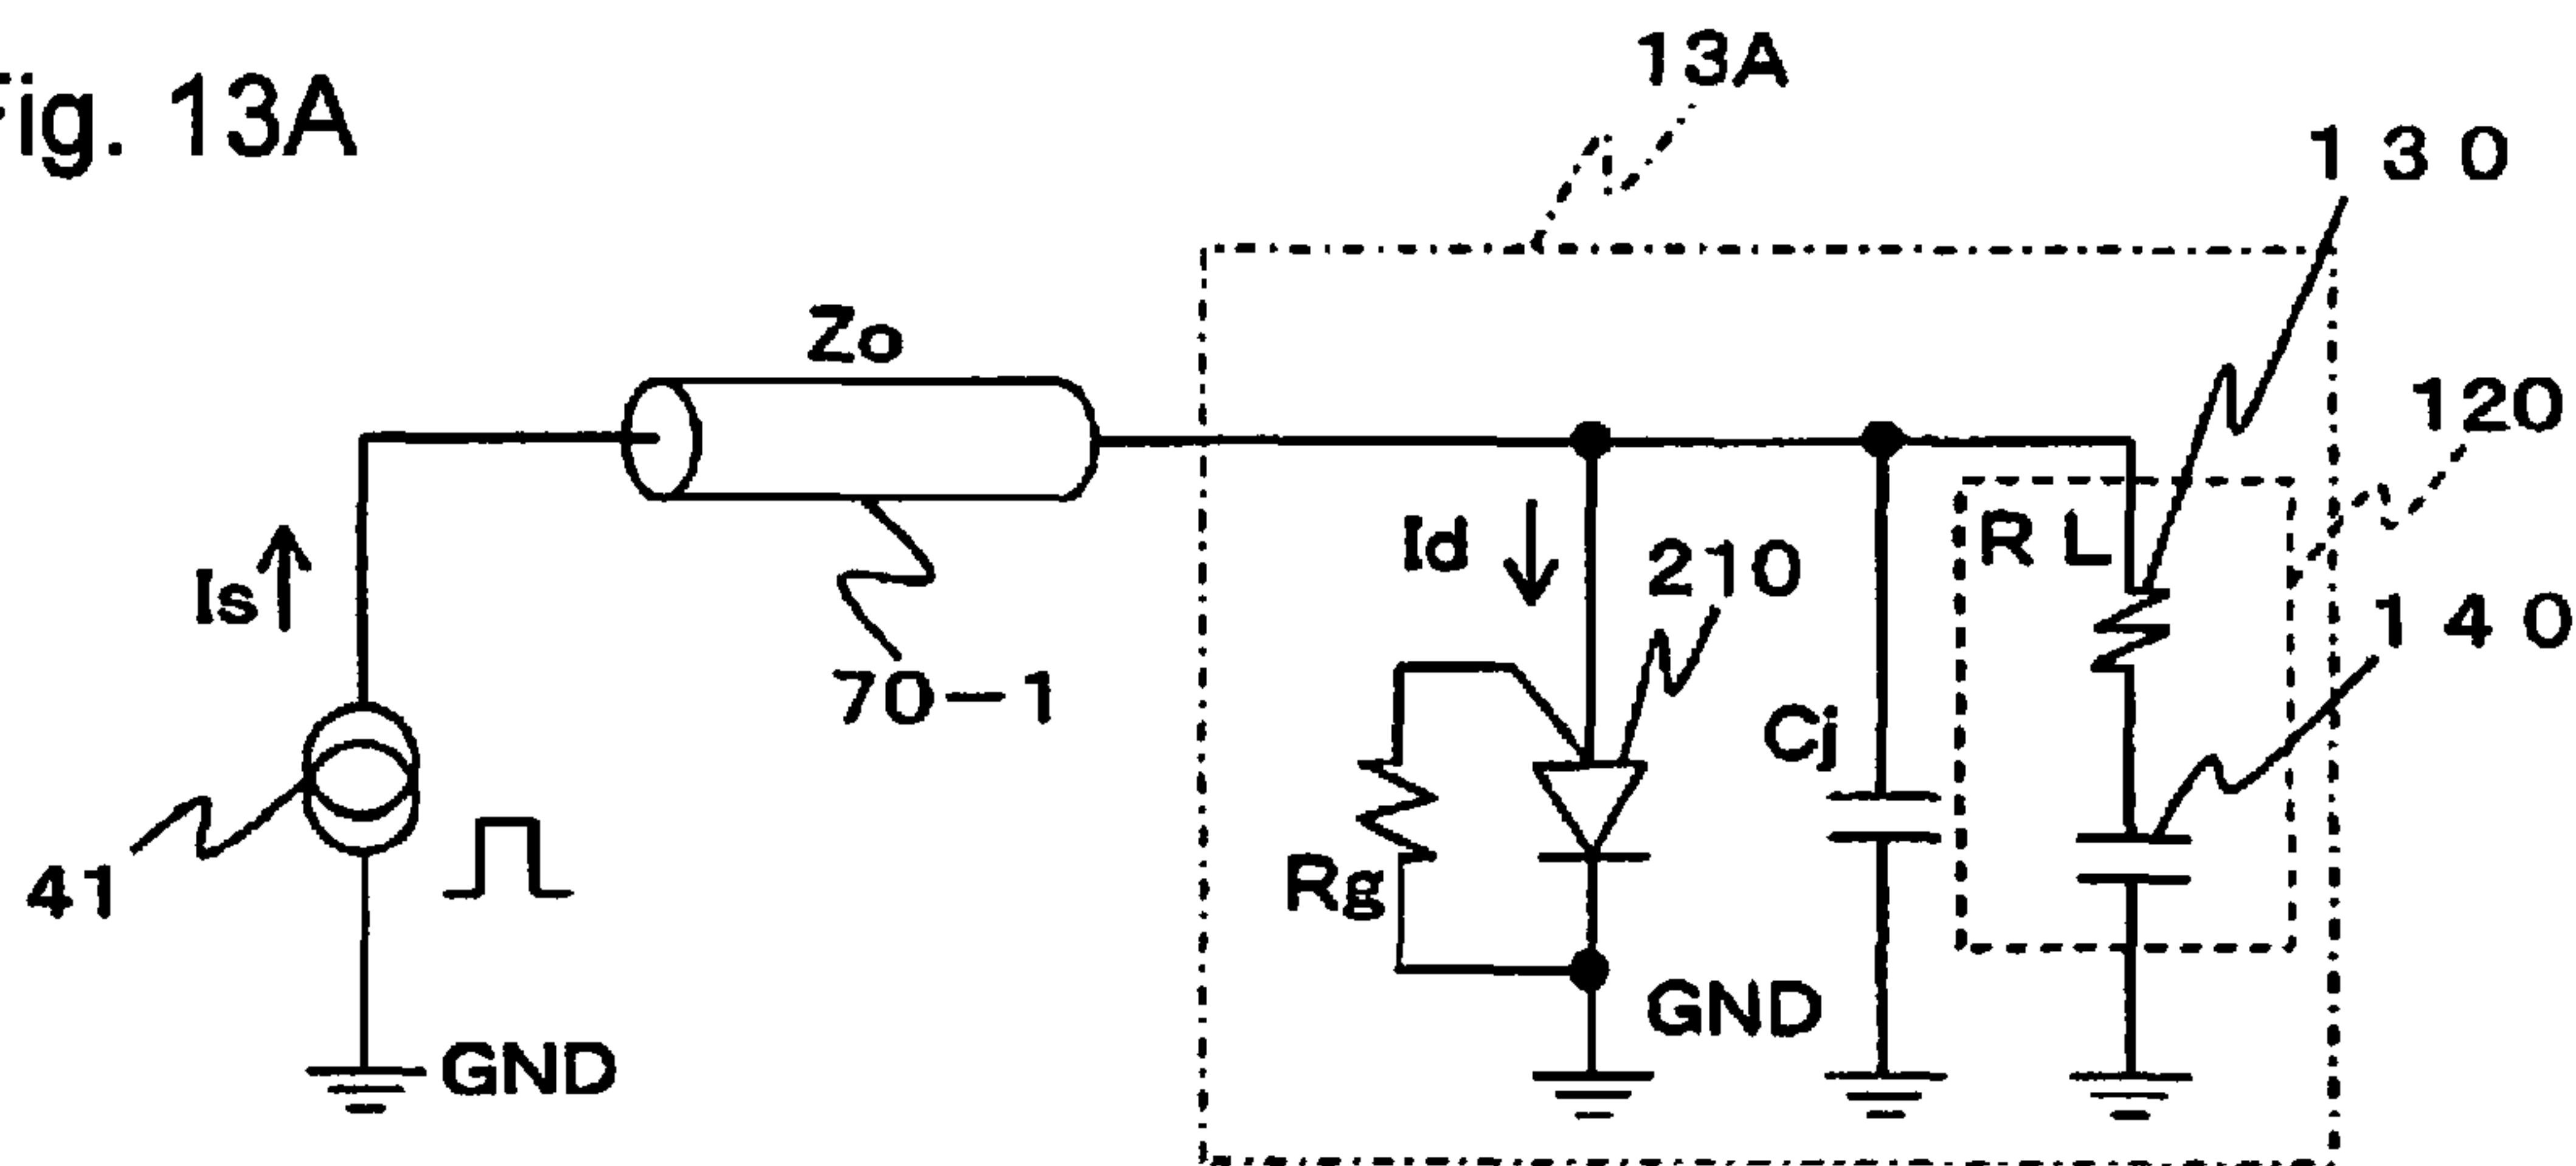 Fig. 13A
13A
130
Zo
120
RL
Id
210
Is
140
70-1
Cj
Rg
41
GND
GND